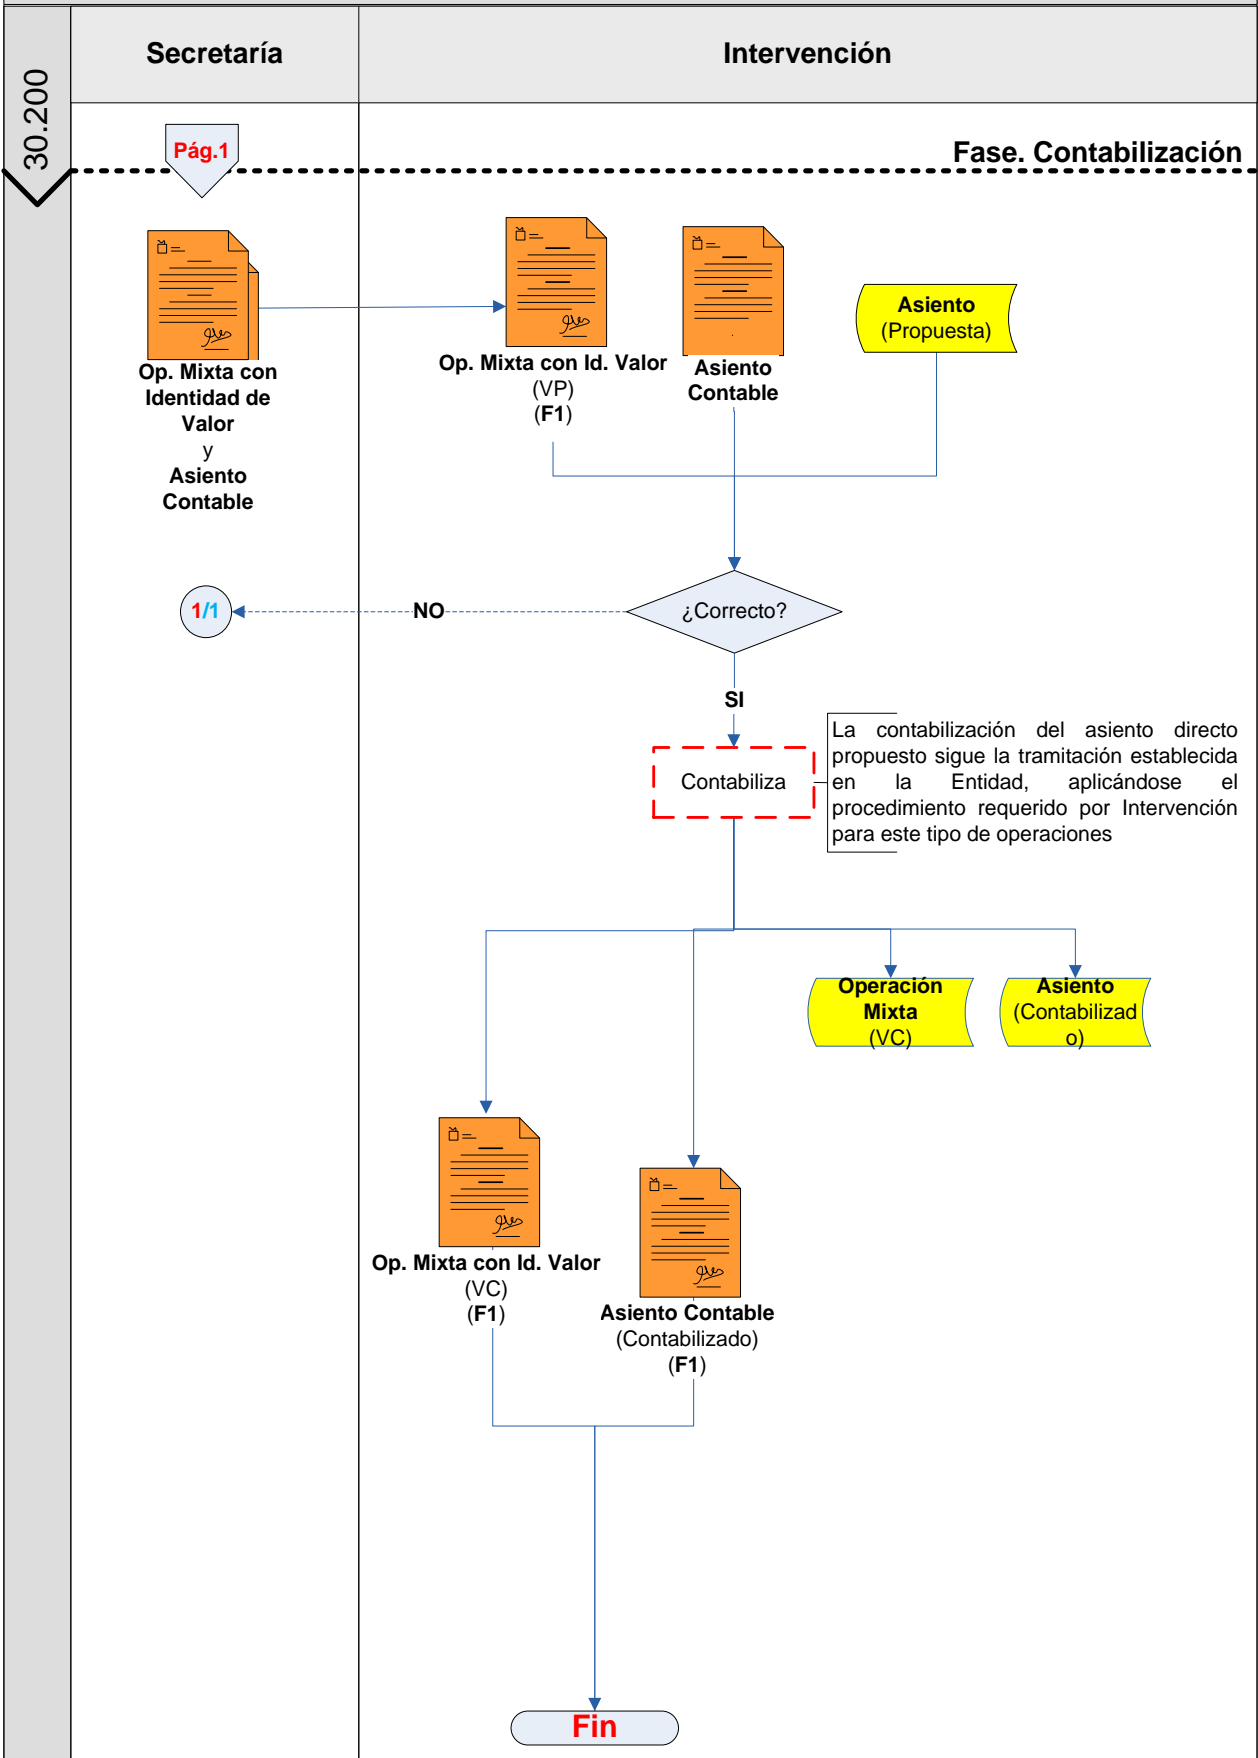 30.200
Secretaría
Intervención
Pág.1
Fase. Contabilización
Op. Mixta con
Identidad de
Valor
y
Asiento
Contable
Op. Mixta con Id. Valor
(VP)
(F1)
Asiento
Contable
Asiento
(Propuesta)
1/1
NO
¿Correcto?
SI
Contabiliza
La contabilización del asiento directo
propuesto sigue la tramitación establecida
en la Entidad, aplicándose el
procedimiento requerido por Intervención
para este tipo de operaciones
Operación
Mixta
(VC)
Asiento
(Contabilizad
o)
Op. Mixta con Id. Valor
(VC)
(F1)
Asiento Contable
(Contabilizado)
(F1)
Fin